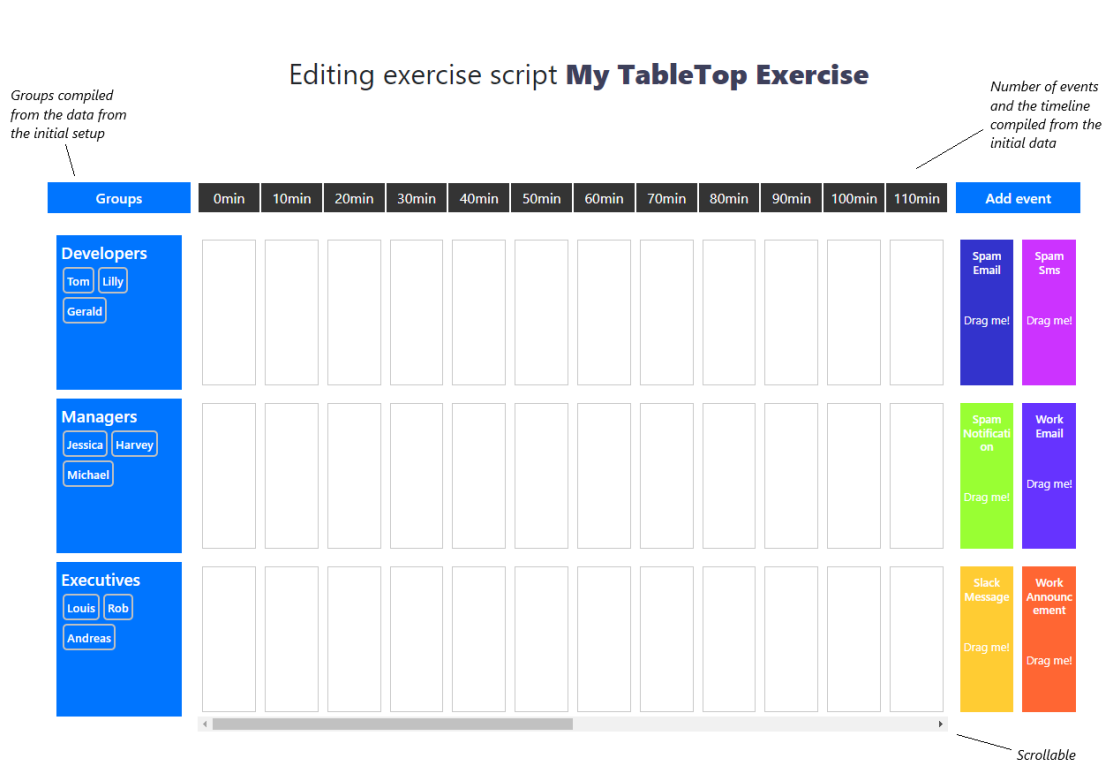 Editing exercise script My TableTop Exercise
Groups compiled
from the data from
the initial setup
Number of events
and the timeline
compiled from the
initial data
Groups
0min 10min 20min 30min 40min 50min 60min 70min 80min 90min 100min 110min
Add event
Developers
Tom Lilly
Gerald
Spam
Email
Drag me!
Spam
Sms
Drag me!
Managers
Jessica Harvey
Michael
Spam
Notificati
on
Drag me!
Work
Email
Drag me!
Executives
Louis Rob
Andreas
Slack
Message
Drag me!
Work
Announc
ement
Drag me!
Scrollable